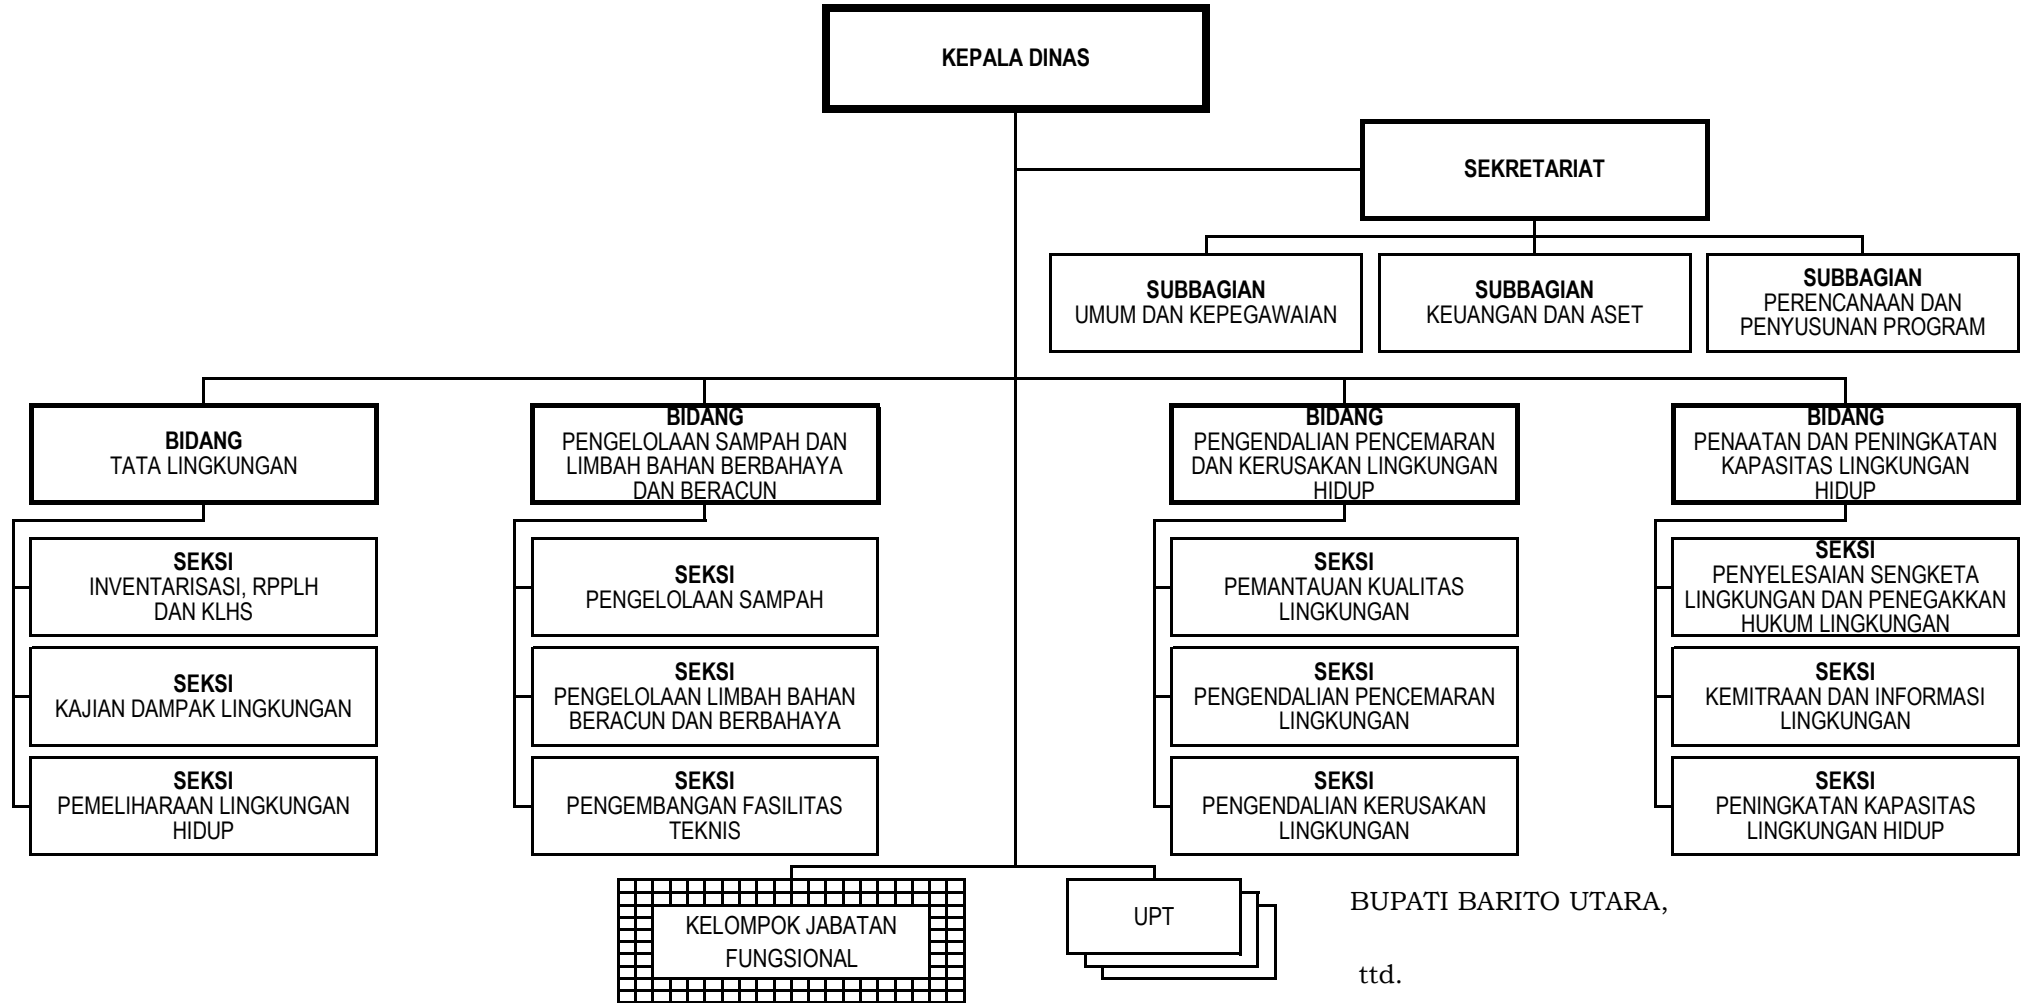 KEPALA DINAS
SEKRETARIAT
SUBBAGIAN
UMUM DAN KEPEGAWAIAN
SUBBAGIAN
KEUANGAN DAN ASET
SUBBAGIAN
PERENCANAAN DAN
PENYUSUNAN PROGRAM
BIDANG
TATA LINGKUNGAN
BIDANG
PENGELOLAAN SAMPAH DAN
LIMBAH BAHAN BERBAHAYA
DAN BERACUN
BIDANG
PENGENDALIAN PENCEMARAN
DAN KERUSAKAN LINGKUNGAN
HIDUP
BIDANG
PENAATAN DAN PENINGKATAN
KAPASITAS LINGKUNGAN
HIDUP
SEKSI
INVENTARISASI, RPPLH
DAN KLHS
SEKSI
PENGELOLAAN SAMPAH
SEKSI
PEMANTAUAN KUALITAS
LINGKUNGAN
SEKSI
PENYELESAIAN SENGKETA
LINGKUNGAN DAN PENEGAKKAN
HUKUM LINGKUNGAN
SEKSI
KAJIAN DAMPAK LINGKUNGAN
SEKSI
PENGELOLAAN LIMBAH BAHAN
BERACUN DAN BERBAHAYA
SEKSI
PENGENDALIAN PENCEMARAN
LINGKUNGAN
SEKSI
KEMITRAAN DAN INFORMASI
LINGKUNGAN
SEKSI
PEMELIHARAAN LINGKUNGAN
HIDUP
SEKSI
PENGEMBANGAN FASILITAS
TEKNIS
SEKSI
PENGENDALIAN KERUSAKAN
LINGKUNGAN
SEKSI
PENINGKATAN KAPASITAS
LINGKUNGAN HIDUP
KELOMPOK JABATAN
FUNGSIONAL
UPT
BUPATI BARITO UTARA,
ttd.